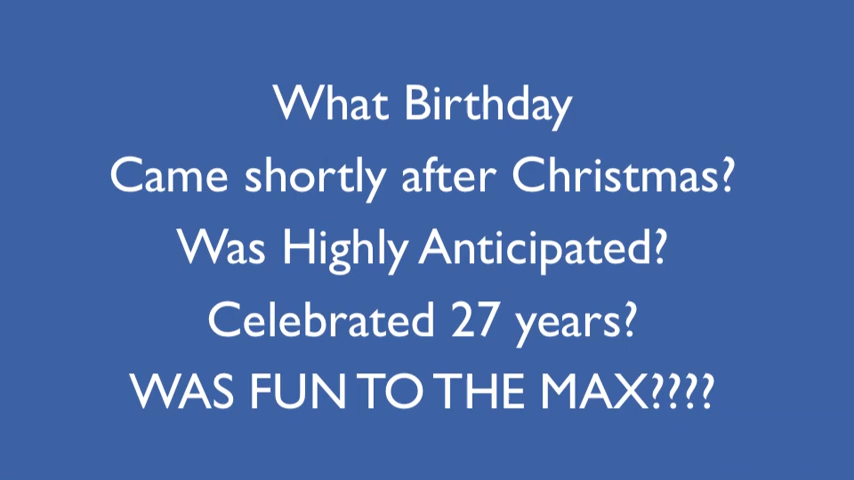 What Birthday
Came shortly after Christmas?
Was Highly Anticipated?
Celebrated 27 years?
WAS FUN TO THE MAX????